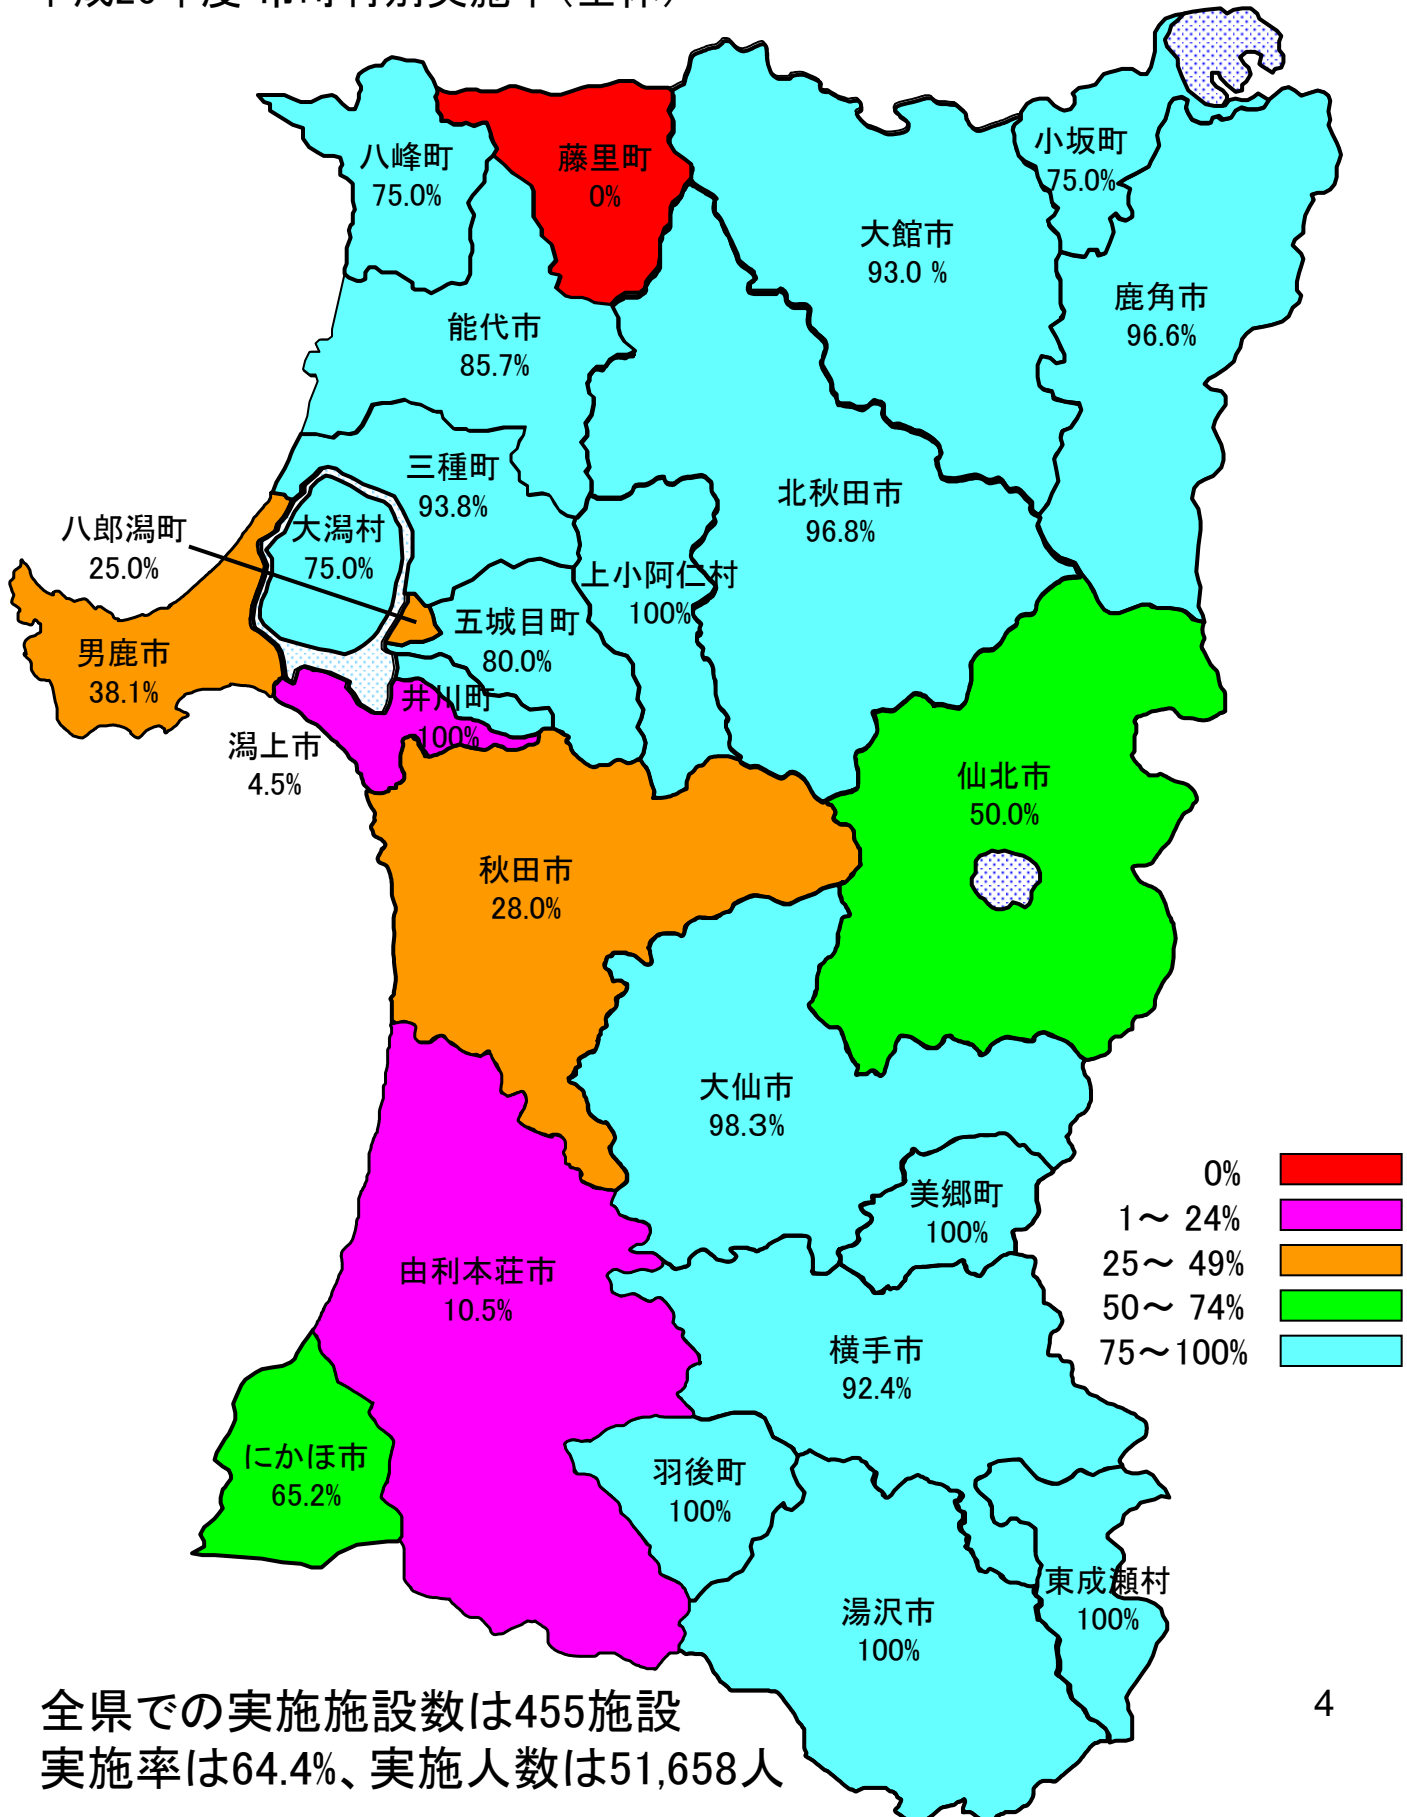 八峰町
75.0%
藤里町
0%
小坂町
75.0%
大館市
93.0 %
鹿角市
96.6%
能代市
85.7%
三種町
93.8%
北秋田市
96.8%
八郎潟町
25.0%
大潟村
75.0%
上小阿仁村
100%
五城目町
80.0%
男鹿市
38.1%
井川町
100%
潟上市
4.5%
仙北市
50.0%
秋田市
28.0%
大仙市
98.3%
美郷町
100%
0%
1～ 24%
25～ 49%
50～ 74%
75～100%
由利本荘市
10.5%
横手市
92.4%
にかほ市
65.2%
羽後町
100%
東成瀬村
100%
湯沢市
100%
全県での実施施設数は455施設
実施率は64.4%、実施人数は51,658人
4